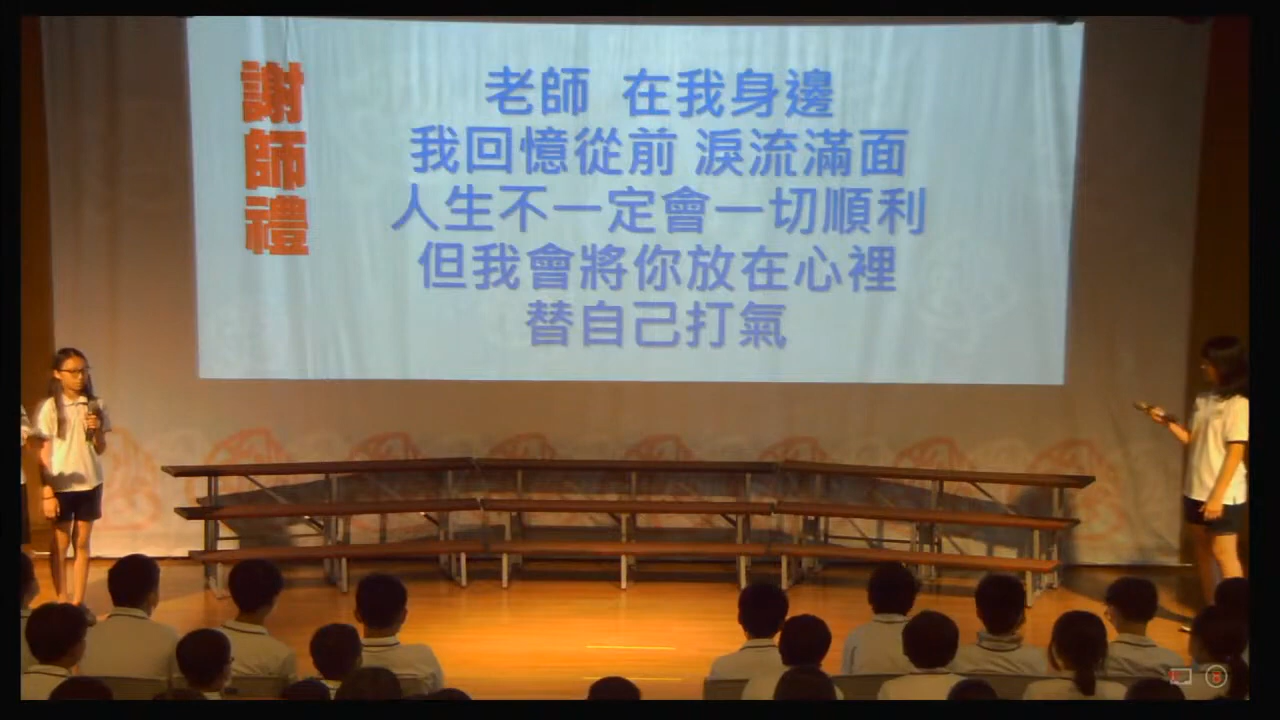 謝師禮
老師 在我身邊
我回憶從前 淚流滿面
人生不一定會一切順利
但我會將你放在心裡
替自己打氣